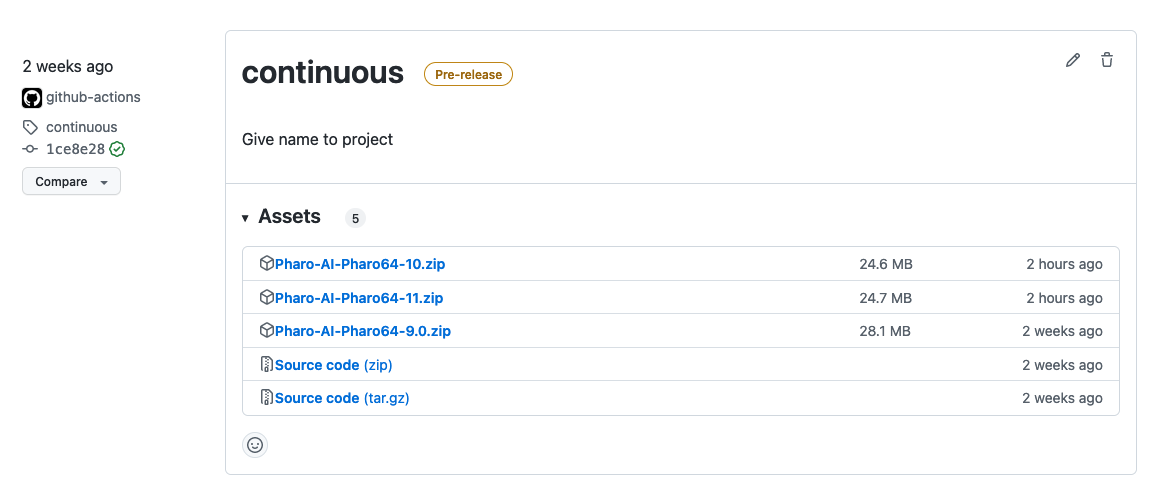 2 weeks ago
github-actions
continuous
1ce8e28
Compare
continuous Pre-release
Give name to project
Assets 5
Pharo-AI-Pharo64-10.zip 24.6 MB 2 hours ago
Pharo-AI-Pharo64-11.zip 24.7 MB 2 hours ago
Pharo-AI-Pharo64-9.0.zip 28.1 MB 2 weeks ago
Source code (zip) 2 weeks ago
Source code (tar.gz) 2 weeks ago